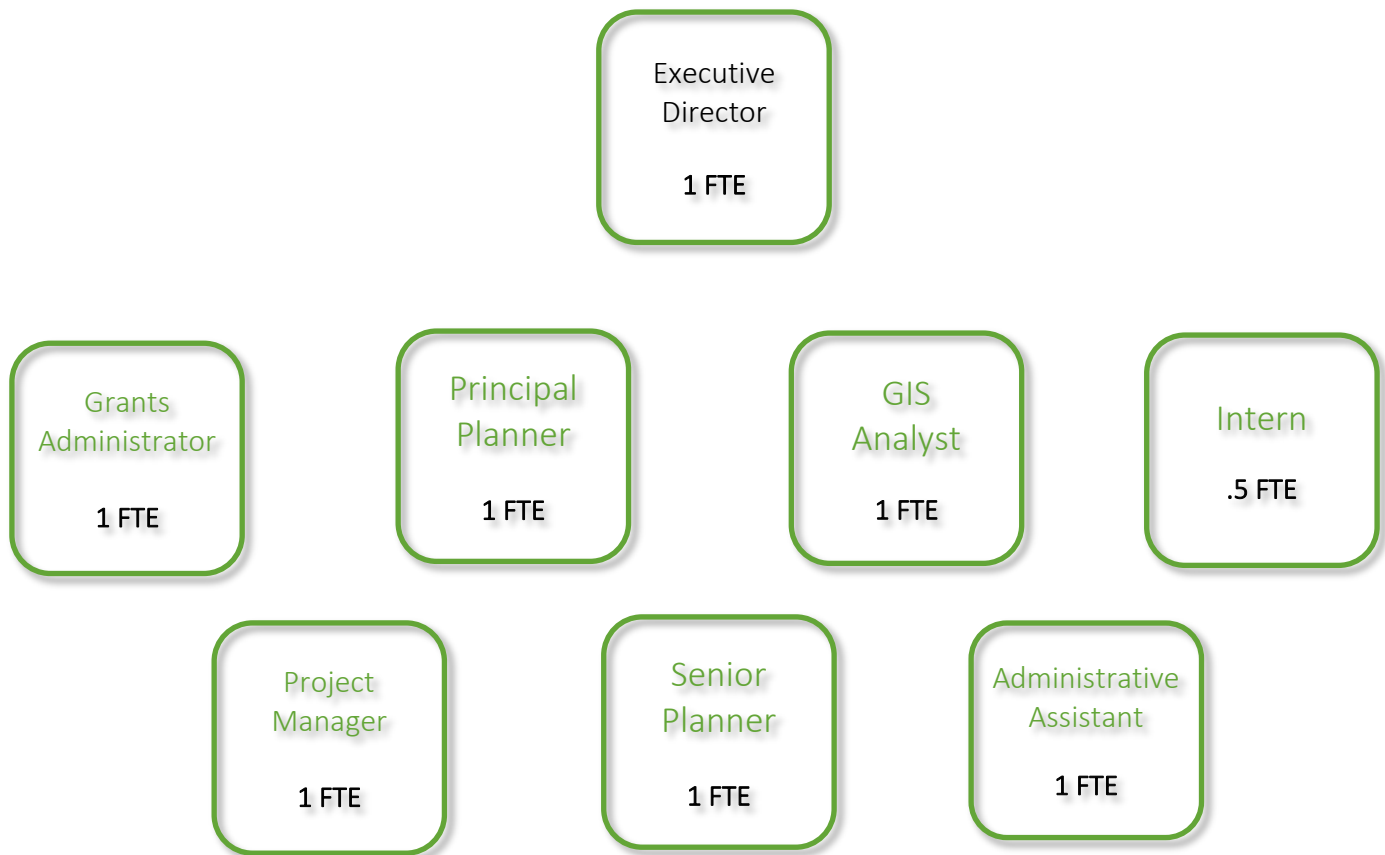 Executive
Director
1 FTE
Grants
Administrator
1 FTE
Principal
Planner
1 FTE
GIS
Analyst
1 FTE
Intern
.5 FTE
Project
Manager
1 FTE
Senior
Planner
1 FTE
Administrative
Assistant
1 FTE